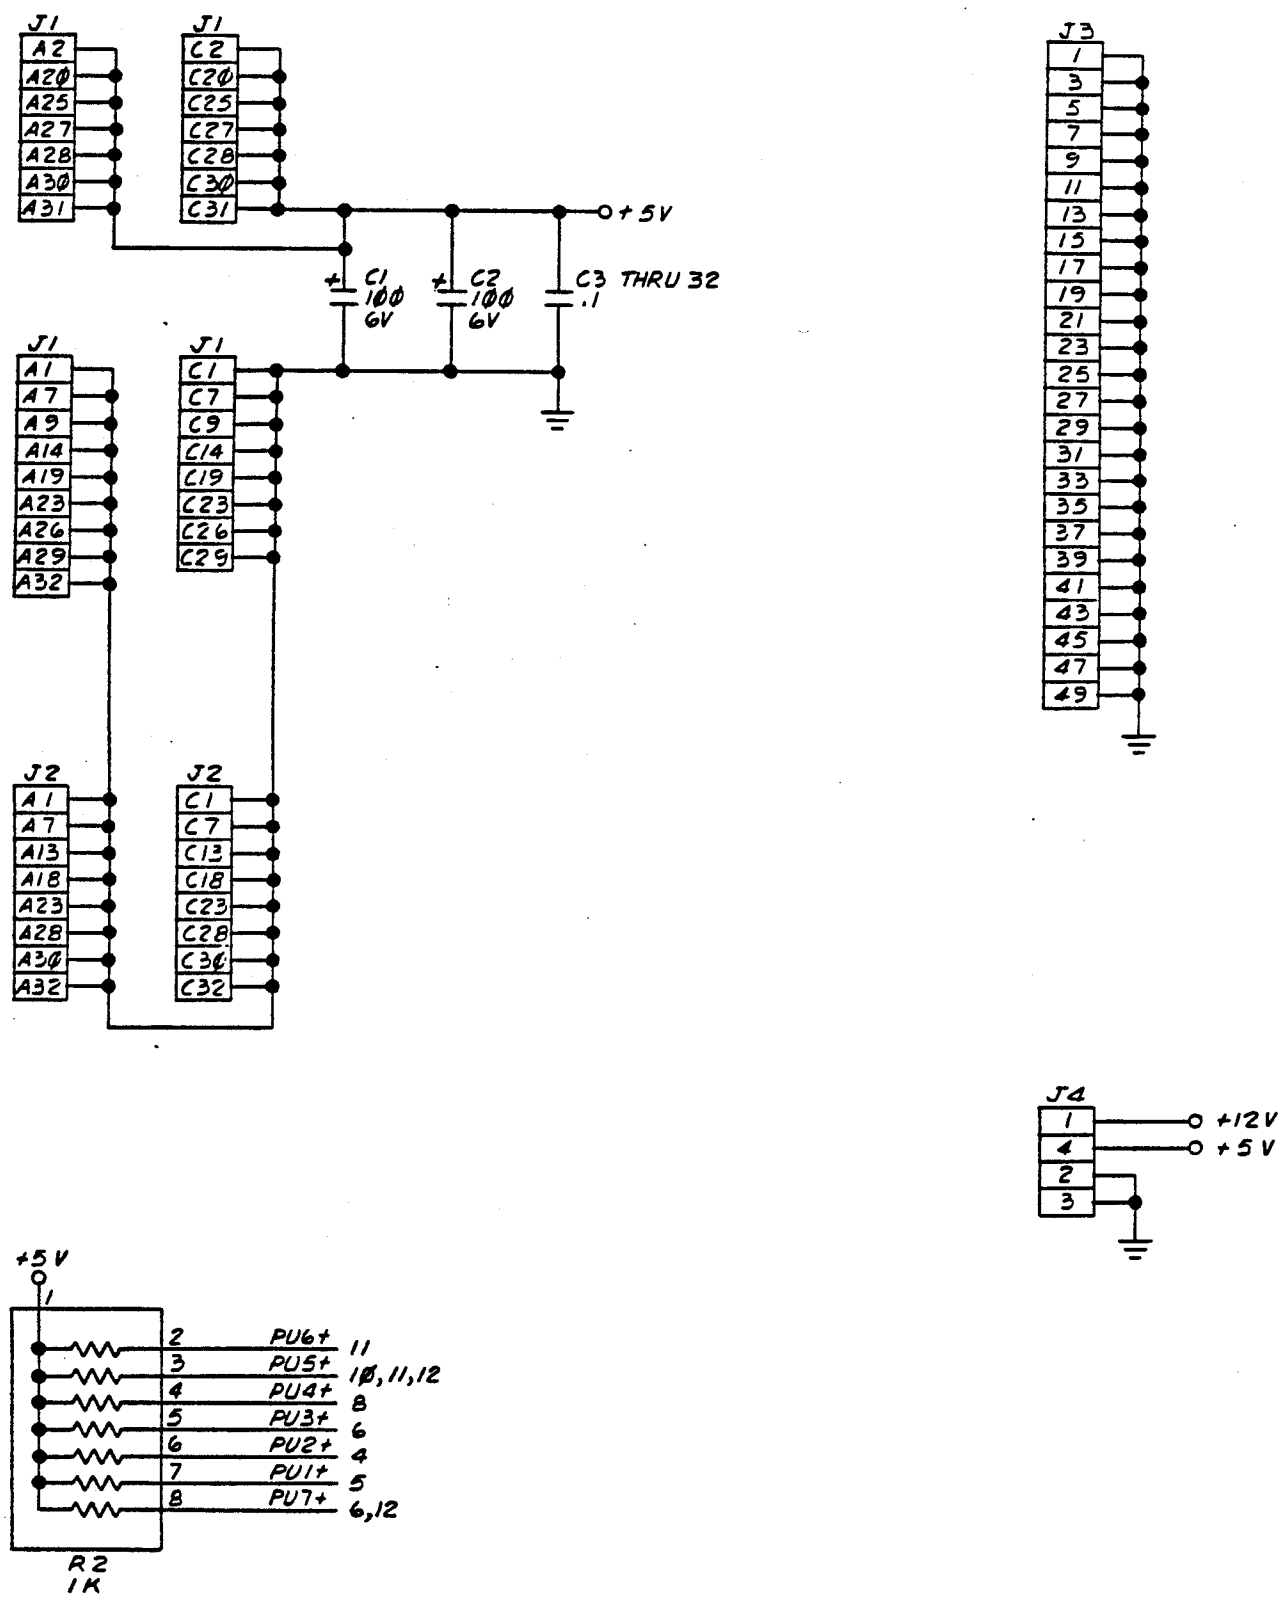 J1
A2
A2Ø
A25
A27
A28
A3Ø
A31
J1
C2
C2Ø
C25
C27
C28
C3Ø
C31
+5V
+ C1
1ØØ
6V
+ C2
1ØØ
6V
C3 THRU 32
.1
J1
A1
A7
A9
A14
A19
A23
A26
A29
A32
J1
C1
C7
C9
C14
C19
C23
C26
C29
J2
A1
A7
A13
A18
A23
A28
A3Ø
A32
J2
C1
C7
C13
C18
C23
C28
C3Ø
C32
J3
1
3
5
7
9
11
13
15
17
19
21
23
25
27
29
31
33
35
37
39
41
43
45
47
49
J4
1 +12V
4 +5V
2
3
+5V
1
2 PU6+ 11
3 PU5+ 1Ø,11,12
4 PU4+ 8
5 PU3+ 6
6 PU2+ 4
7 PU1+ 5
8 PU7+ 6,12
R2
1K